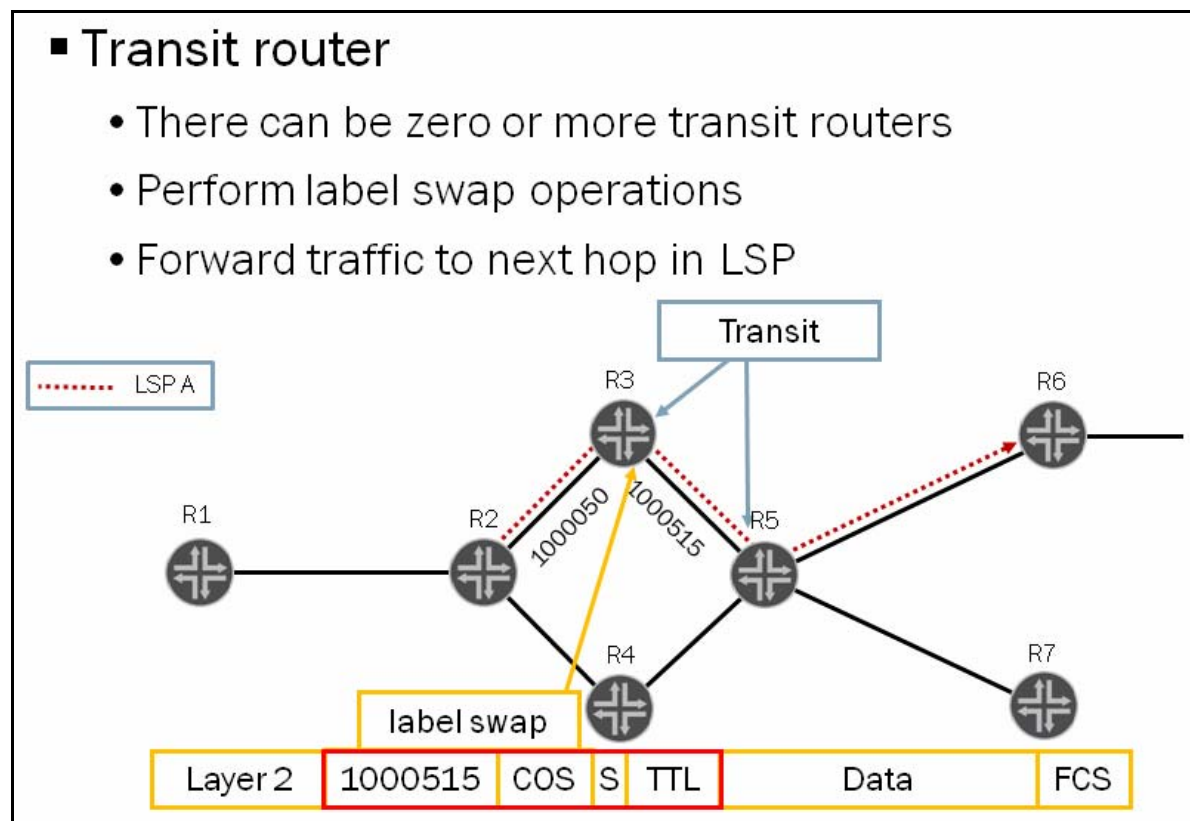 ▪ Transit router
• There can be zero or more transit routers
• Perform label swap operations
• Forward traffic to next hop in LSP
Transit
LSP A
R3
R6
1000050
1000515
R1
R2
R5
R4
R7
label swap
Layer 2 1000515 COS S TTL Data FCS